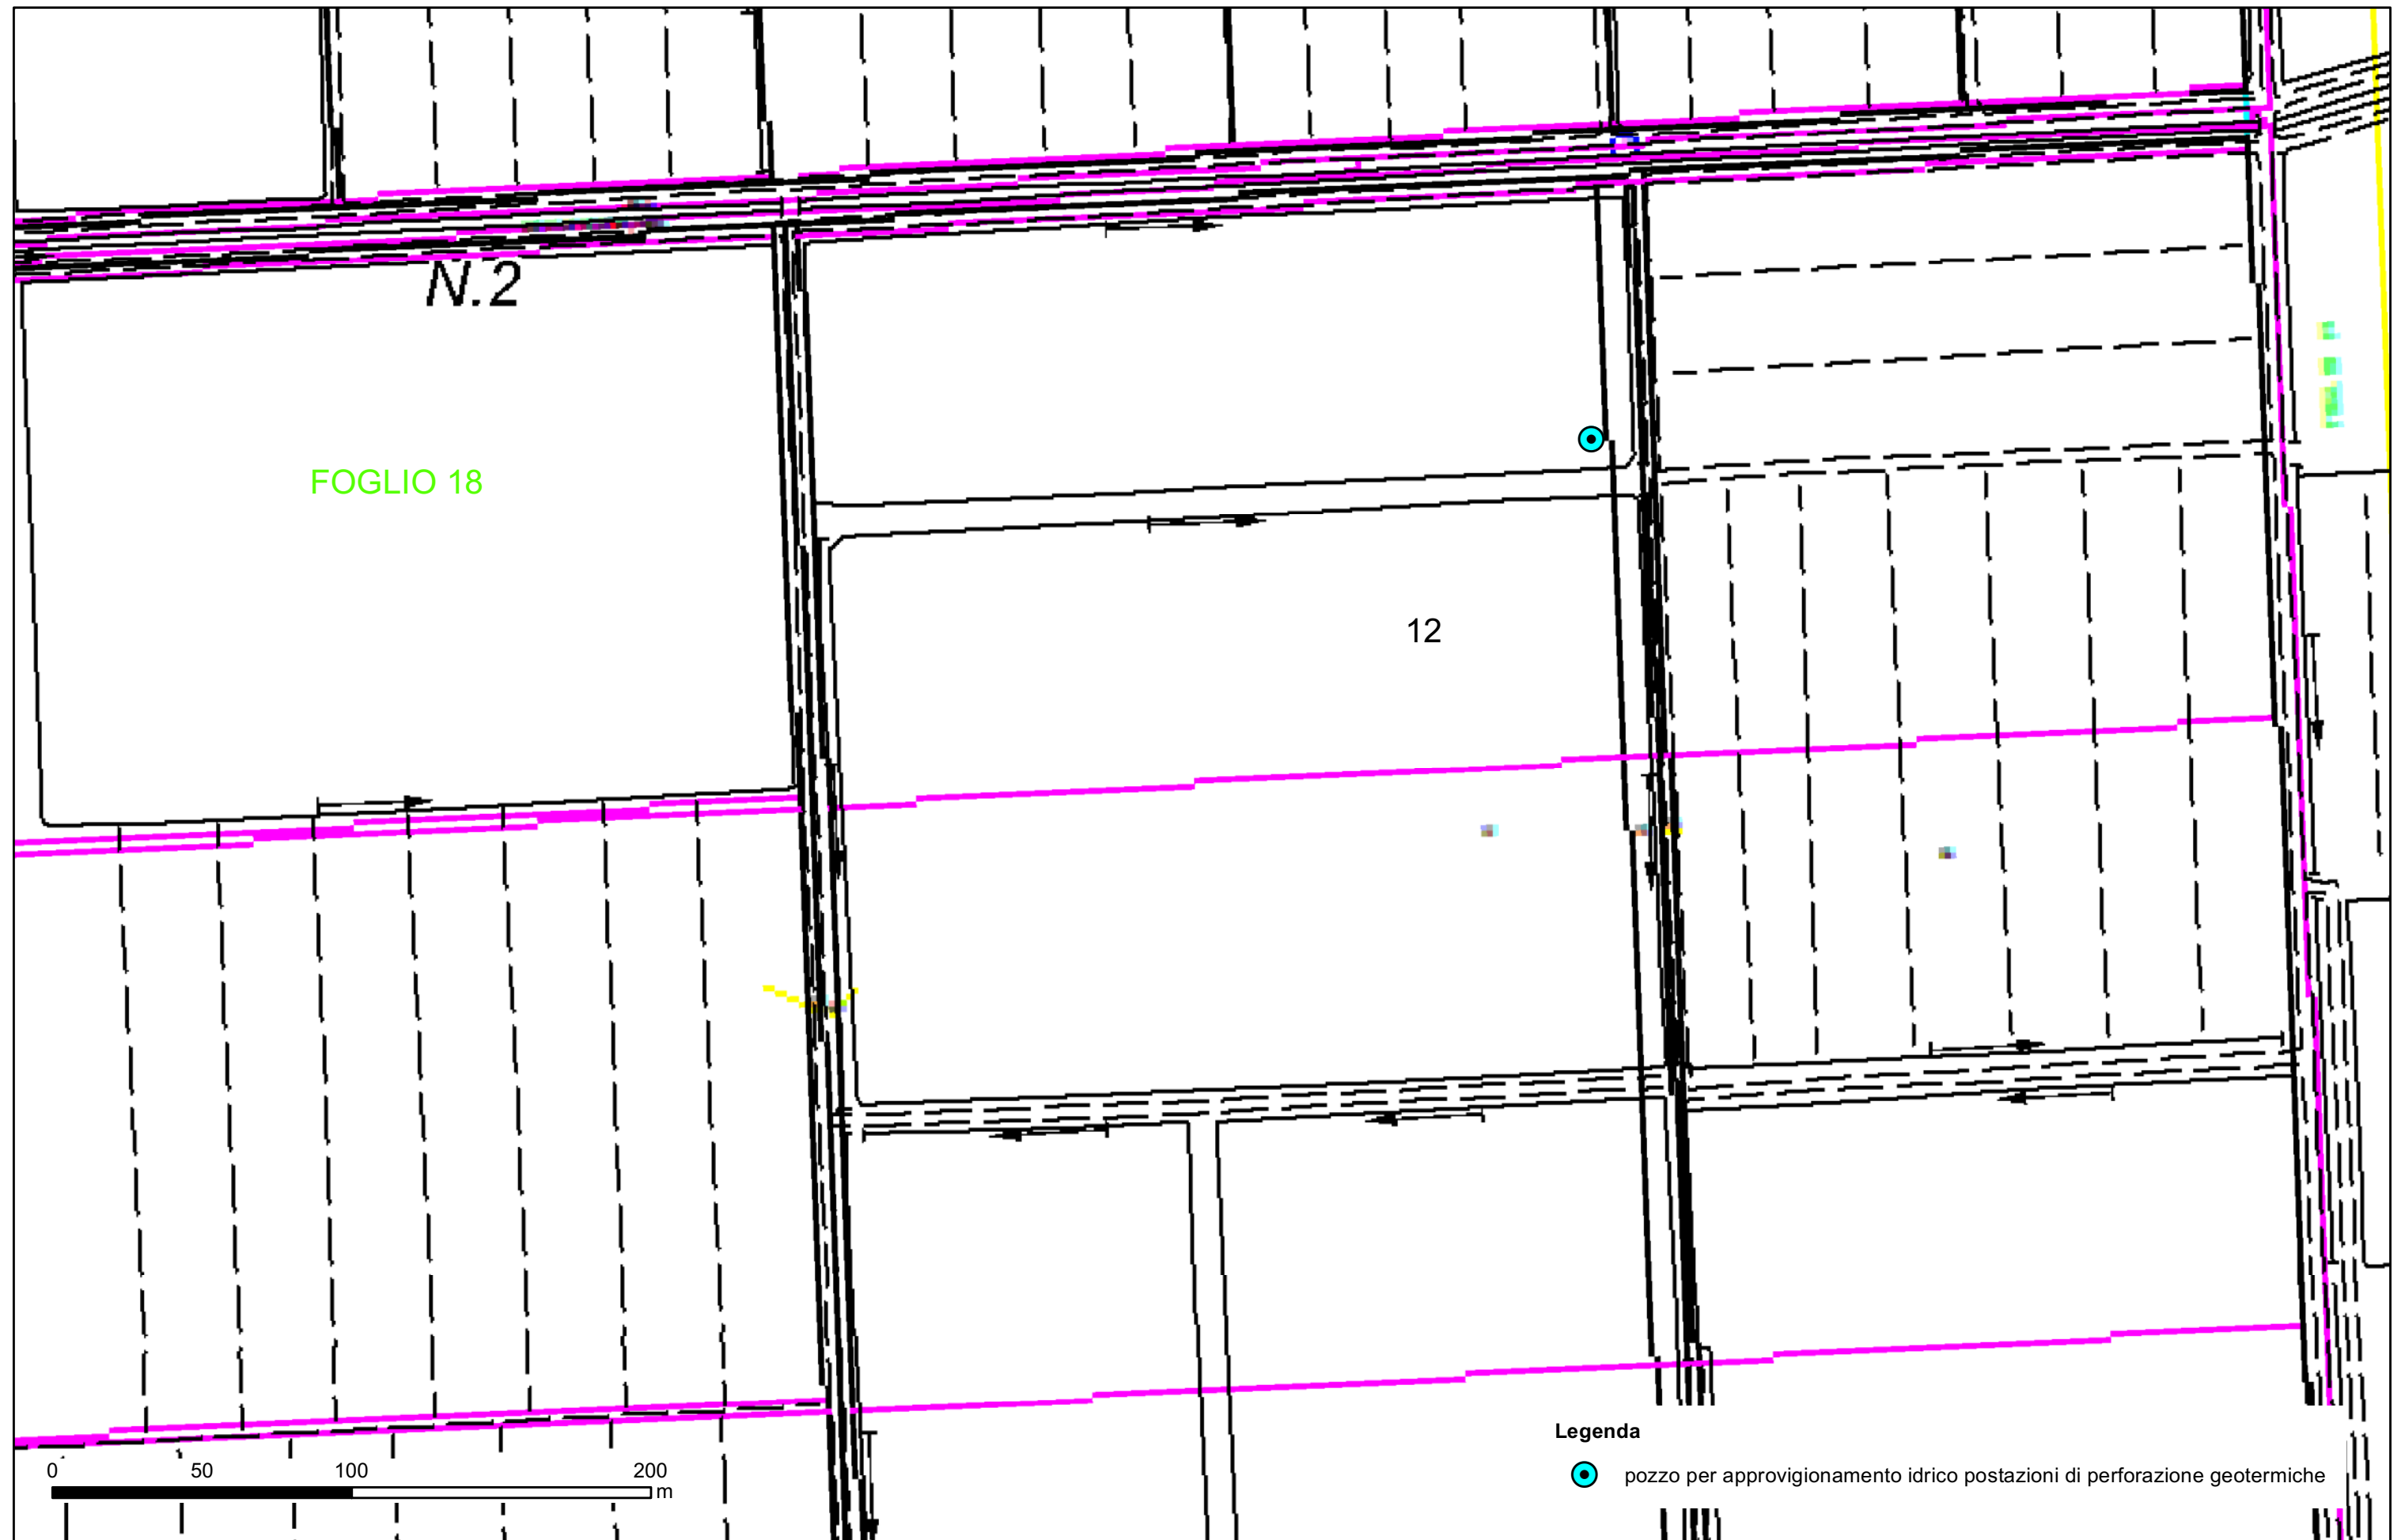 N.2
FOGLIO 18
12
Legenda
pozzo per approvigionamento idrico postazioni di perforazione geotermiche
0 50 100 200
m